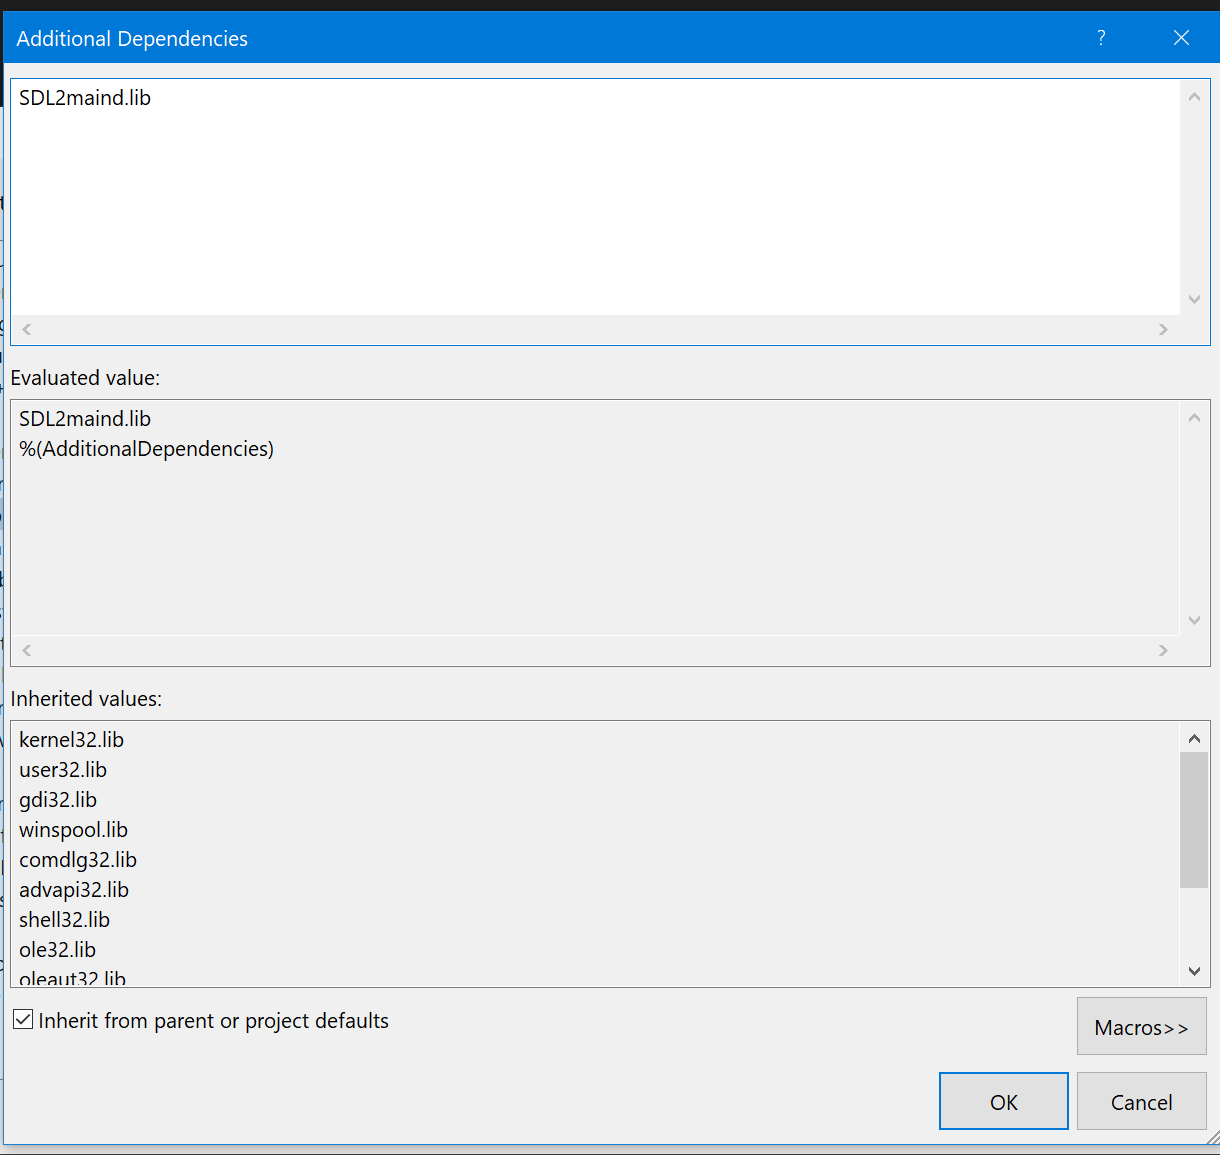 Additional Dependencies
?
SDL2maind.lib
Evaluated value:
SDL2maind.lib
%(AdditionalDependencies)
Inherited values:
kernel32.lib
user32.lib
gdi32.lib
winspool.lib
comdlg32.lib
advapi32.lib
shell32.lib
ole32.lib
oleaut32.lib
Inherit from parent or project defaults
Macros>>
OK
Cancel